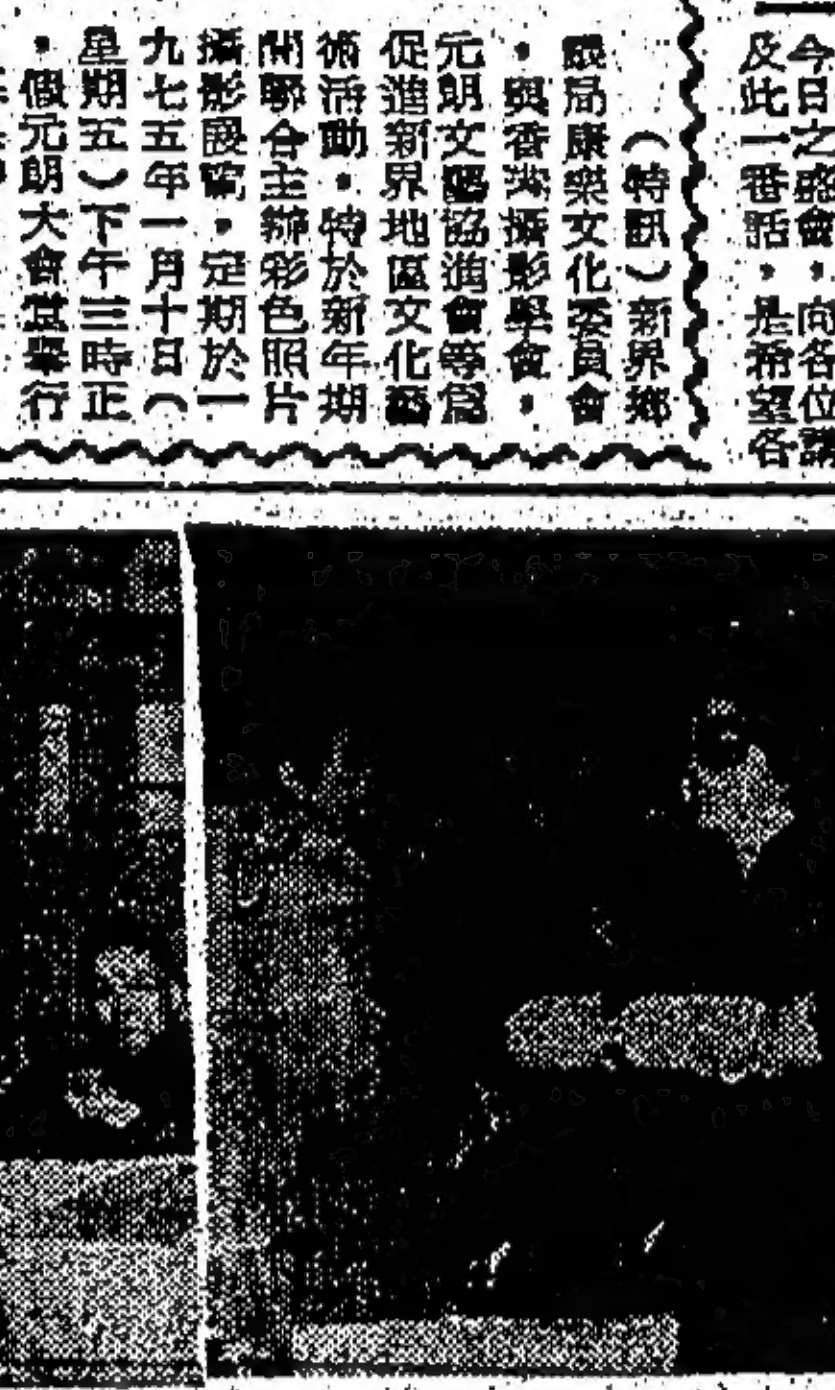 今日之盛會，向各位講
及此一番話，是希望各
（特訊）新界鄉
議局康樂文化委員會
，與香港攝影學會，
元朗文藝協進會等爲
促進新界地區文化藝
術活動，特於新年期
間聯合主辦彩色照片
攝影展覽，定期於一
九七五年一月十日（
星期五）下午三時正
，假元朗大會堂舉行